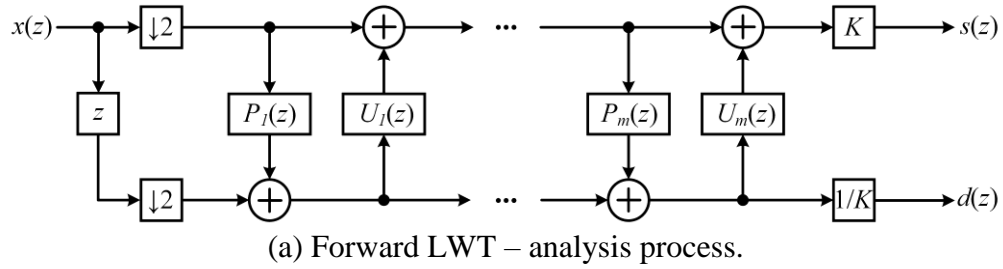 x(z) ↓2 + ··· + K s(z)
z P₁(z) U₁(z) Pₘ(z) Uₘ(z)
↓2 + ··· + 1/K d(z)
(a) Forward LWT – analysis process.